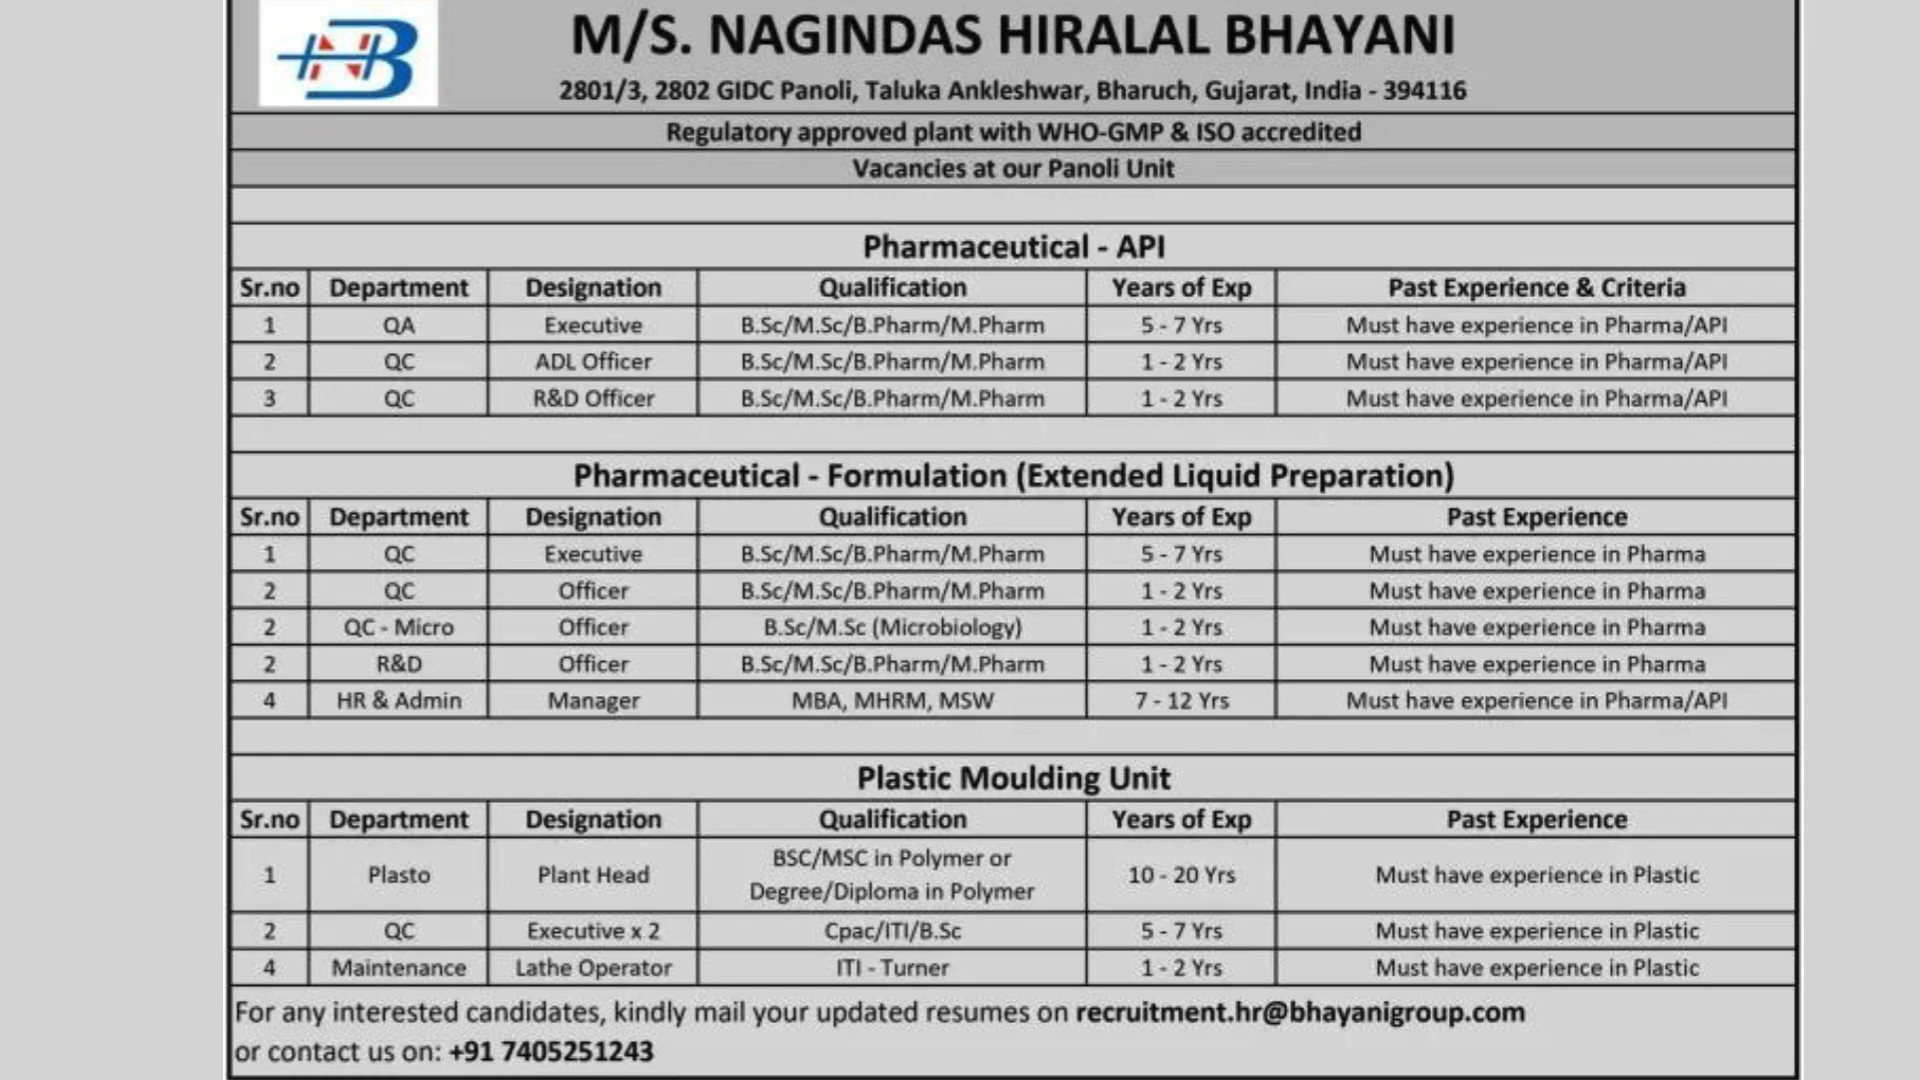 NB
M/S. NAGINDAS HIRALAL BHAYANI
2801/3, 2802 GIDC Panoli, Taluka Ankleshwar, Bharuch, Gujarat, India - 394116
Regulatory approved plant with WHO-GMP & ISO accredited
Vacancies at our Panoli Unit
Pharmaceutical - API
Sr.no Department Designation Qualification Years of Exp Past Experience & Criteria
1 QA Executive B.Sc/M.Sc/B.Pharm/M.Pharm 5 - 7 Yrs Must have experience in Pharma/API
2 QC ADL Officer B.Sc/M.Sc/B.Pharm/M.Pharm 1 - 2 Yrs Must have experience in Pharma/API
3 QC R&D Officer B.Sc/M.Sc/B.Pharm/M.Pharm 1 - 2 Yrs Must have experience in Pharma/API
Pharmaceutical - Formulation (Extended Liquid Preparation)
Sr.no Department Designation Qualification Years of Exp Past Experience
1 QC Executive B.Sc/M.Sc/B.Pharm/M.Pharm 5 - 7 Yrs Must have experience in Pharma
2 QC Officer B.Sc/M.Sc/B.Pharm/M.Pharm 1 - 2 Yrs Must have experience in Pharma
2 QC - Micro Officer B.Sc/M.Sc (Microbiology) 1 - 2 Yrs Must have experience in Pharma
2 R&D Officer B.Sc/M.Sc/B.Pharm/M.Pharm 1 - 2 Yrs Must have experience in Pharma
4 HR & Admin Manager MBA, MHRM, MSW 7 - 12 Yrs Must have experience in Pharma/API
Plastic Moulding Unit
Sr.no Department Designation Qualification Years of Exp Past Experience
1 Plasto Plant Head BSC/MSC in Polymer or
Degree/Diploma in Polymer 10 - 20 Yrs Must have experience in Plastic
2 QC Executive x 2 Cpac/ITI/B.Sc 5 - 7 Yrs Must have experience in Plastic
4 Maintenance Lathe Operator ITI - Turner 1 - 2 Yrs Must have experience in Plastic
For any interested candidates, kindly mail your updated resumes on recruitment.hr@bhayanigroup.com
or contact us on: +91 7405251243